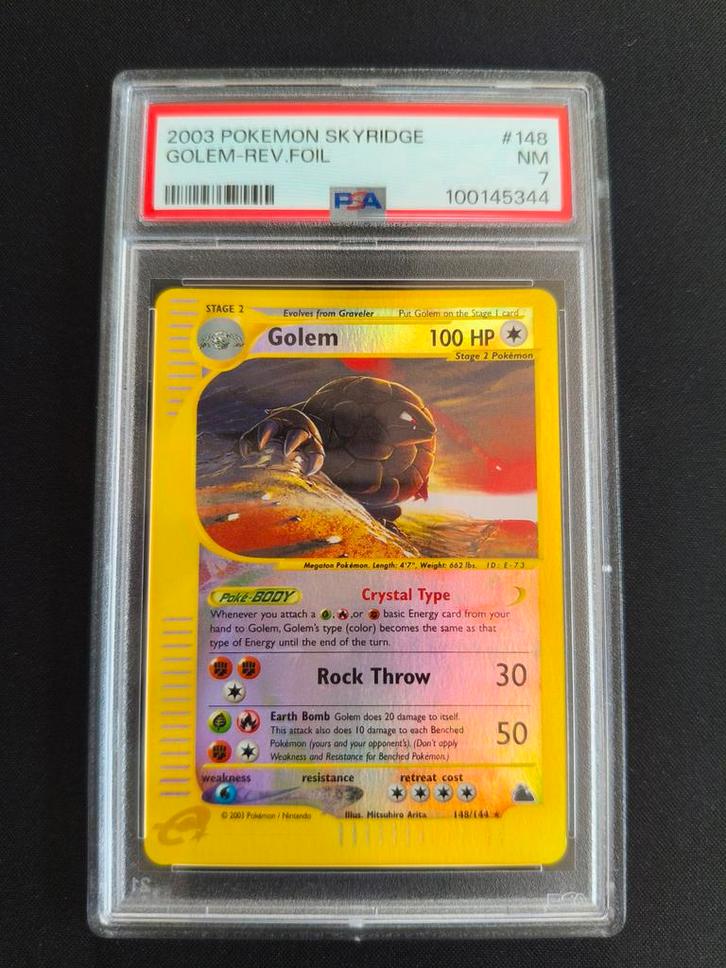 2003 POKEMON SKYRIDGE #148
GOLEM-REV.FOIL NM
7
PSA 100145344
STAGE 2 Evolves from Graveler Put Golem on the Stage 1 card
Golem 100 HP
Stage 2 Pokémon
Megaton Pokémon. Length: 4'7", Weight: 662 lbs. ID: E-73
Poké-BODY Crystal Type
Whenever you attach a , ,or basic Energy card from your
hand to Golem, Golem's type (color) becomes the same as that
type of Energy until the end of the turn.
Rock Throw 30
Earth Bomb Golem does 20 damage to itself.
This attack also does 10 damage to each Benched
Pokémon (yours and your opponent's). (Don't apply
Weakness and Resistance for Benched Pokémon.)
50
weakness resistance retreat cost
© 2003 Pokémon / Nintendo Illus. Mitsuhiro Arita 148/144 ★
e